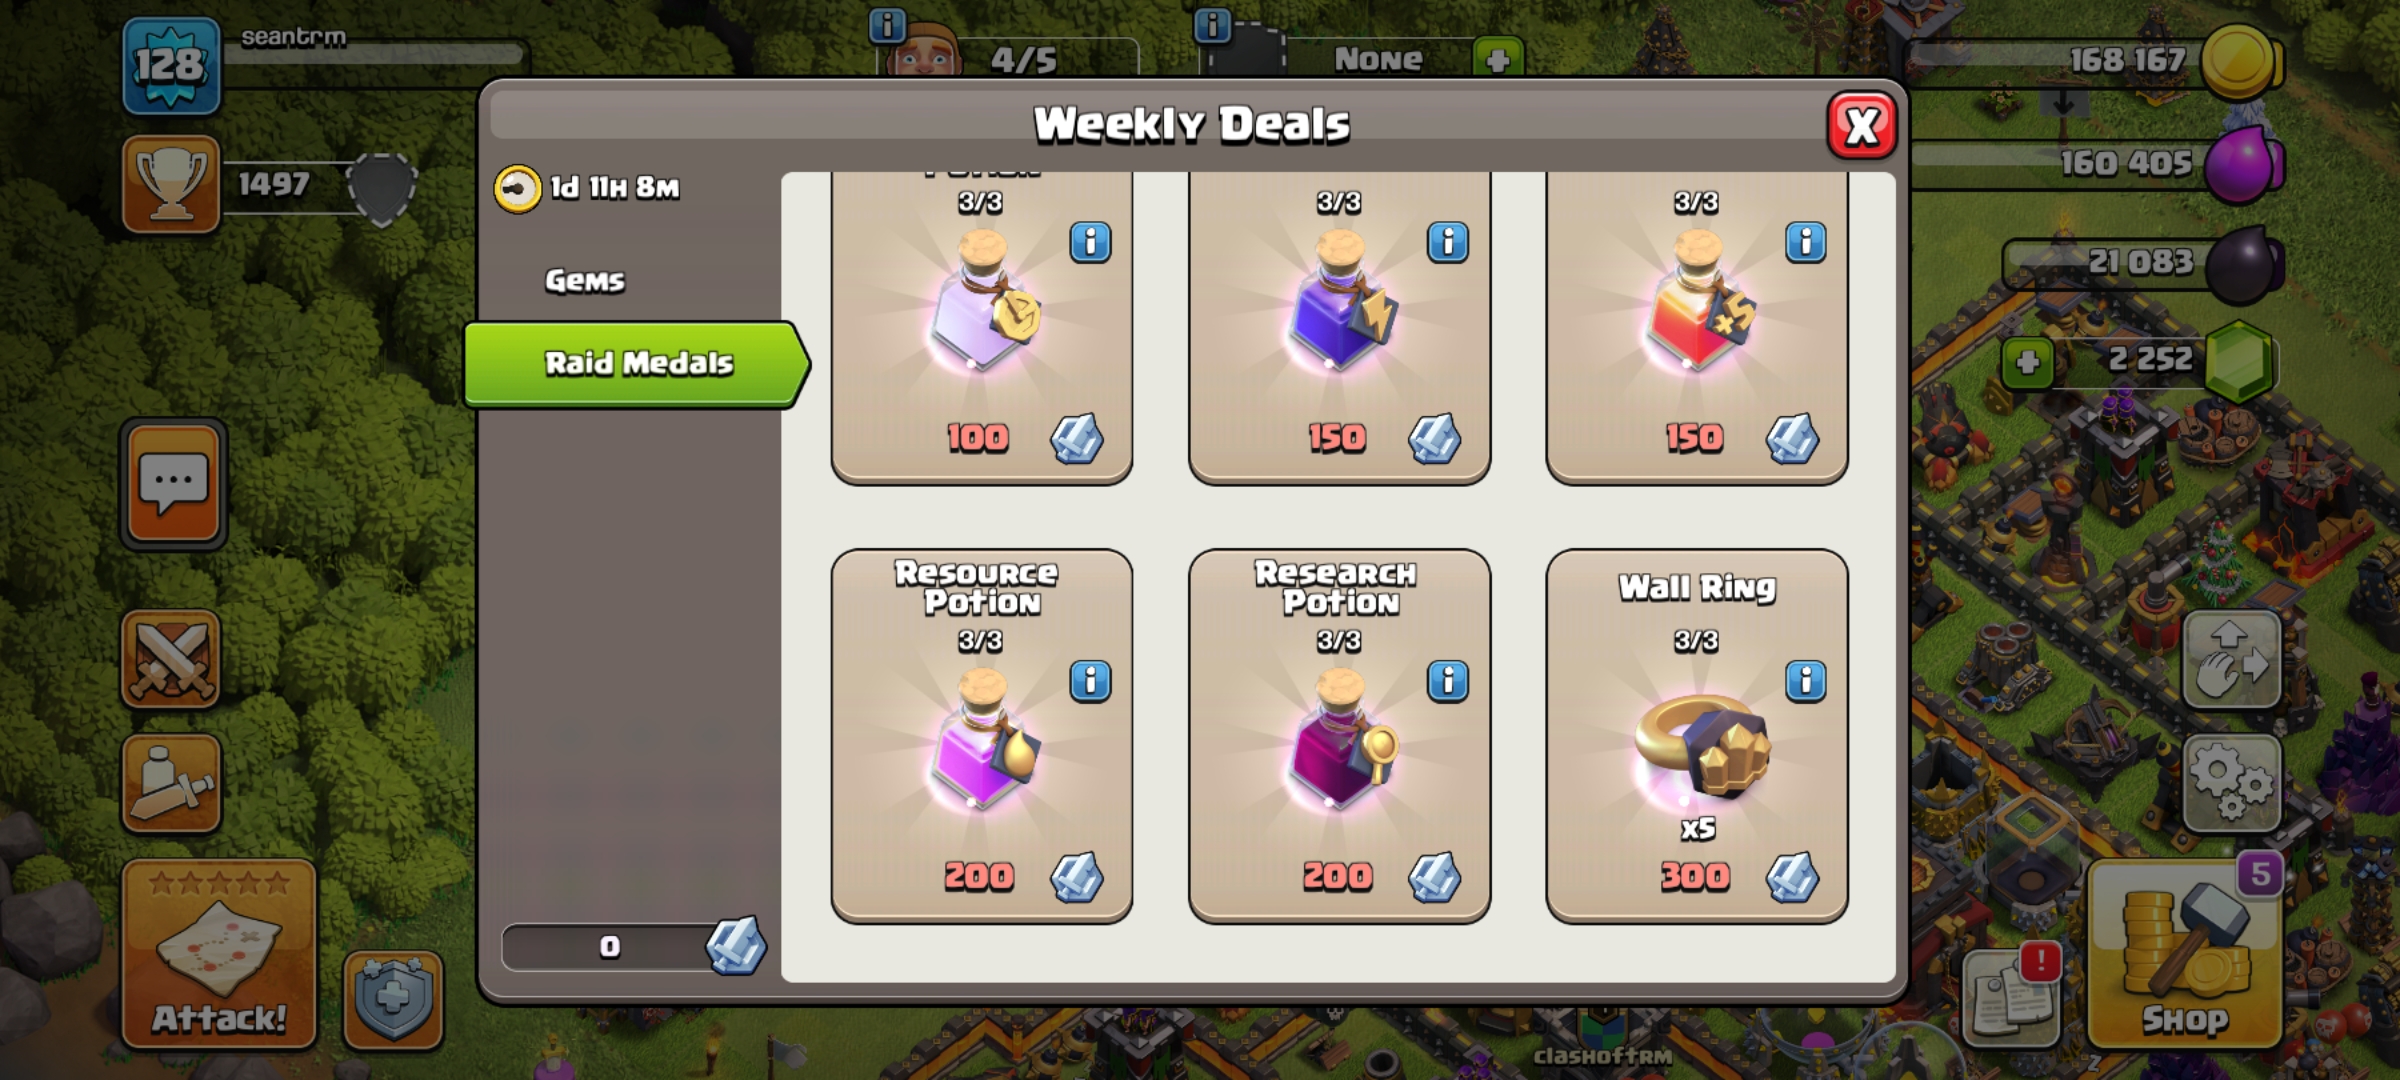 128
seantrm
4/5
None
168 167
Weekly Deals
X
1497
1d 11h 8m
160 405
Gems
21 083
Raid Medals
2 252
3/3
3/3
3/3
x5
100
150
150
Resource
Potion
3/3
Research
Potion
3/3
Wall Ring
3/3
x5
200
200
300
0
Attack!
5
!
Shop
clashoftrm
2